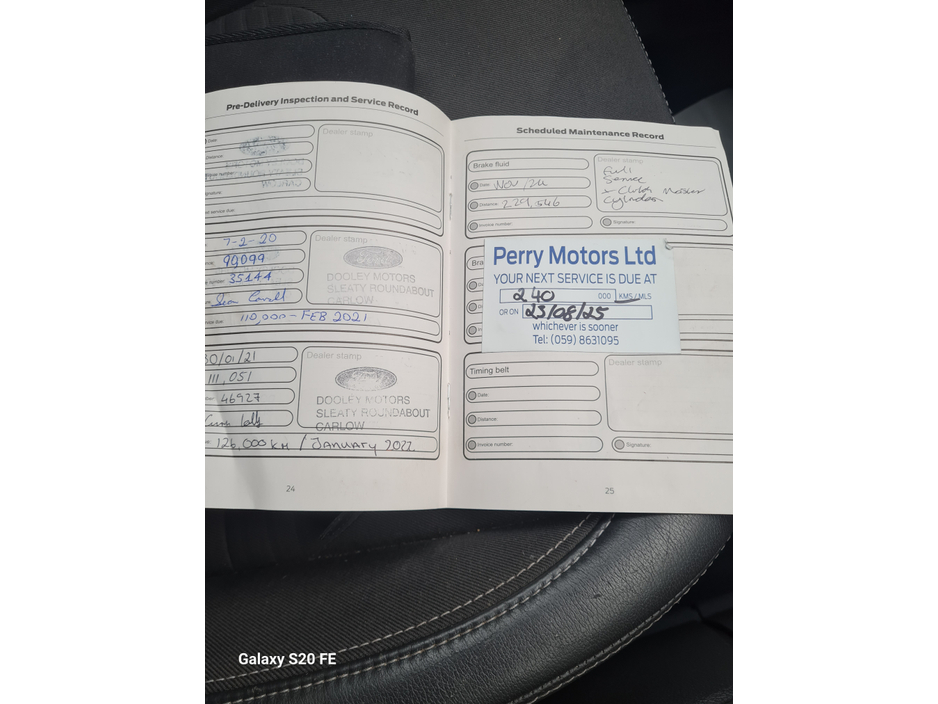 Pre-Delivery Inspection and Service Record
Date
Dealer stamp
7-2-20
99099
35144
Sean
110,000 - FEB 2021
Dealer stamp
DOOLEY MOTORS
SLEATY ROUNDABOUT
CARLOW
30/01/21
111,051
46927
126,000 KM / JANUARY 2022
Dealer stamp
DOOLEY MOTORS
SLEATY ROUNDABOUT
CARLOW
24
Scheduled Maintenance Record
Brake fluid
Date: NOV/24
Distance: 229,546
Invoice number:
Dealer stamp
Full
Service
+ Clutch Master
Cylinder
Signature:
Perry Motors Ltd
YOUR NEXT SERVICE IS DUE AT
240 000 KMS/MLS
OR ON 23/08/25
whichever is sooner
Tel: (059) 8631095
Timing belt
Date:
Distance:
Invoice number:
Dealer stamp
Signature:
25
Galaxy S20 FE